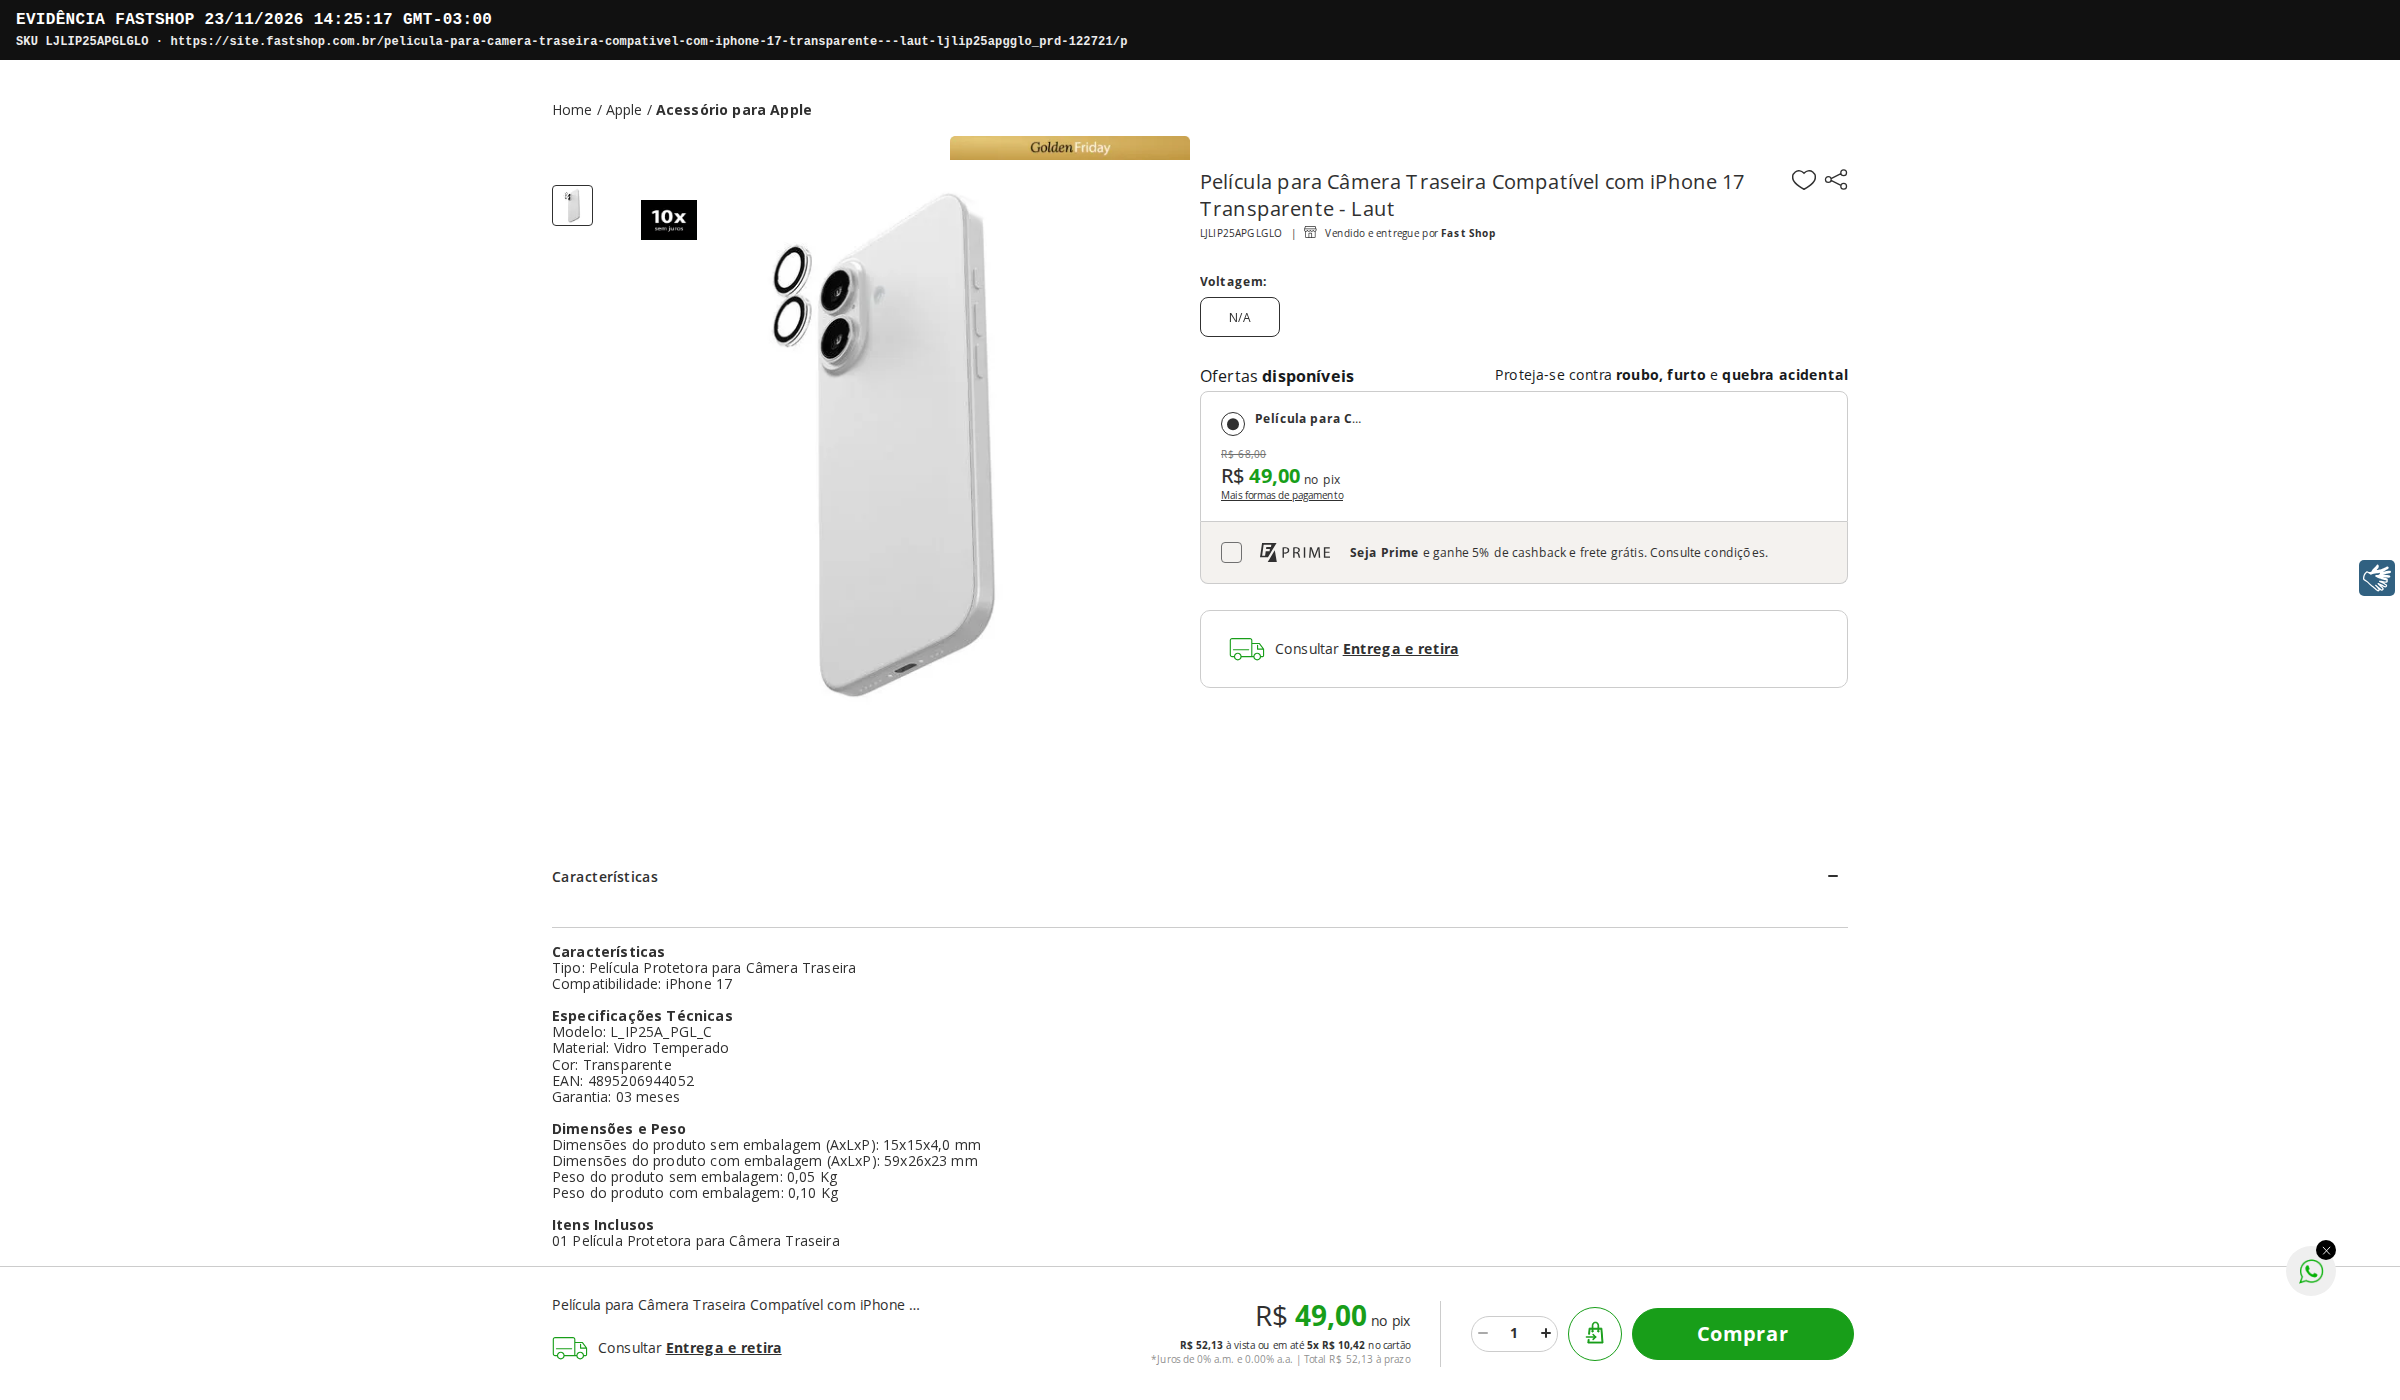 EVIDÊNCIA FASTSHOP 23/11/2026 14:25:17 GMT-03:00
SKU LJLIP25APGLGLO · https://site.fastshop.com.br/pelicula-para-camera-traseira-compativel-com-iphone-17-transparente---laut-ljlip25apgglo_prd-122721/p
Home / Apple / Acessório para Apple
Golden Friday
10x
sem juros
Película para Câmera Traseira Compatível com iPhone 17
Transparente - Laut
LJLIP25APGLGLO | Vendido e entregue por Fast Shop
Voltagem:
N/A
Ofertas disponíveis
Proteja-se contra roubo, furto e quebra acidental
Película para C...
R$ 68,00
R$ 49,00 no pix
Mais formas de pagamento
PRIME Seja Prime e ganhe 5% de cashback e frete grátis. Consulte condições.
Consultar Entrega e retira
Características
Características
Tipo: Película Protetora para Câmera Traseira
Compatibilidade: iPhone 17
Especificações Técnicas
Modelo: L_IP25A_PGL_C
Material: Vidro Temperado
Cor: Transparente
EAN: 4895206944052
Garantia: 03 meses
Dimensões e Peso
Dimensões do produto sem embalagem (AxLxP): 15x15x4,0 mm
Dimensões do produto com embalagem (AxLxP): 59x26x23 mm
Peso do produto sem embalagem: 0,05 Kg
Peso do produto com embalagem: 0,10 Kg
Itens Inclusos
01 Película Protetora para Câmera Traseira
Película para Câmera Traseira Compatível com iPhone ...
Consultar Entrega e retira
R$ 49,00 no pix
R$ 52,13 à vista ou em até 5x R$ 10,42 no cartão
*Juros de 0% a.m. e 0.00% a.a. | Total R$ 52,13 à prazo
1
Comprar